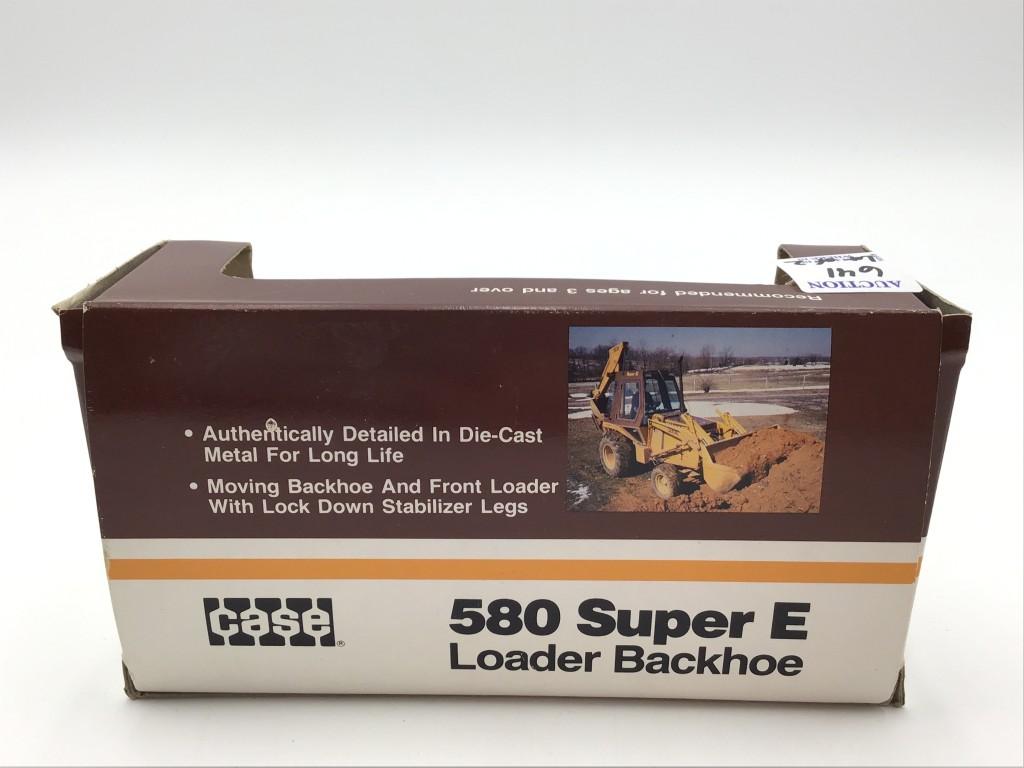 Recommended for ages 3 and over
AUCTION
641
• Authentically Detailed In Die-Cast
Metal For Long Life
• Moving Backhoe And Front Loader
With Lock Down Stabilizer Legs
case®
580 Super E
Loader Backhoe